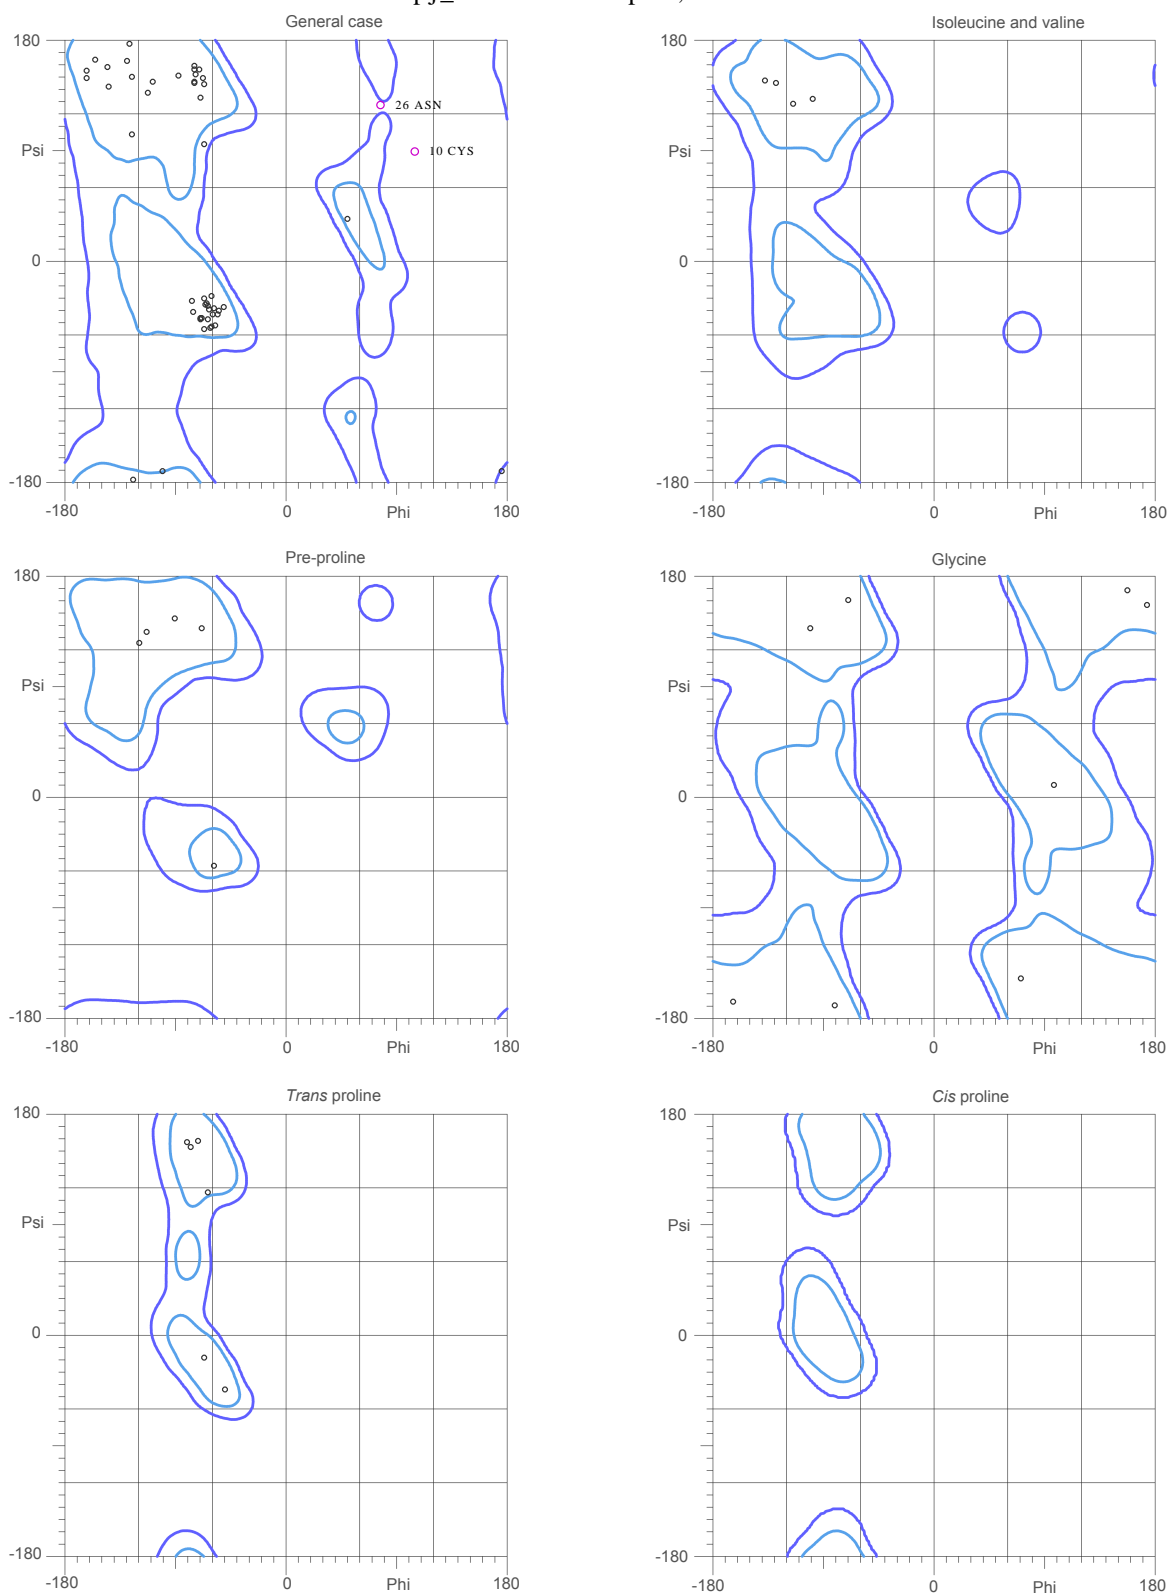 General case
180
Psi
0
-180
-180
0
Phi
180
26 ASN
10 CYS
Isoleucine and valine
180
Psi
0
-180
-180
0
Phi
180
Pre-proline
180
Psi
0
-180
-180
0
Phi
180
Glycine
180
Psi
0
-180
-180
0
Phi
180
Trans proline
180
Psi
0
-180
-180
0
Phi
180
Cis proline
180
Psi
0
-180
-180
0
Phi
180